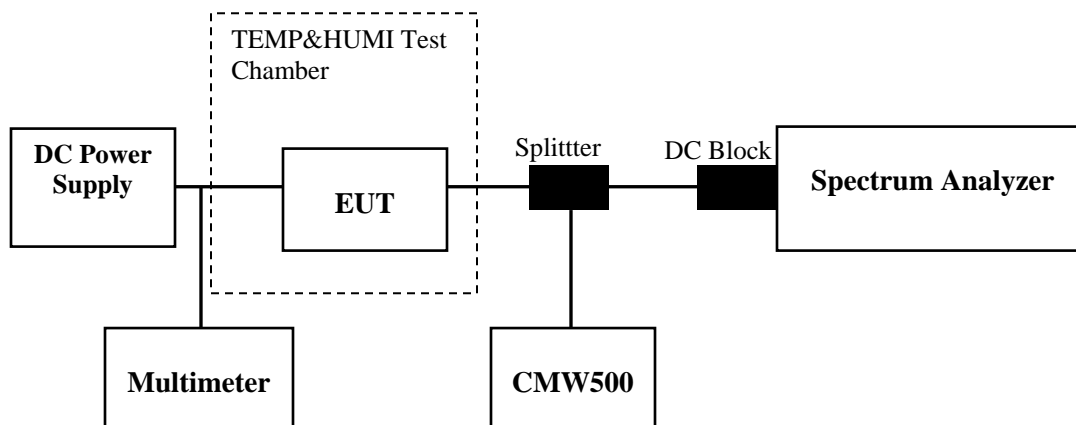 TEMP&HUMI Test
Chamber
DC Power
Supply
EUT
Splittter
DC Block
Spectrum Analyzer
Multimeter
CMW500